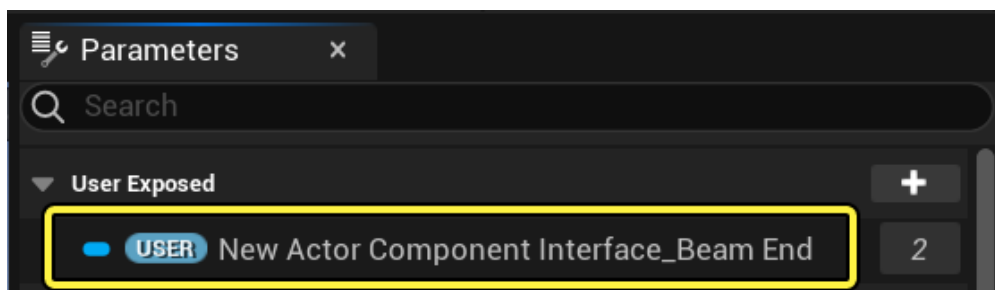 Parameters ×
Search
User Exposed +
USER New Actor Component Interface_Beam End 2